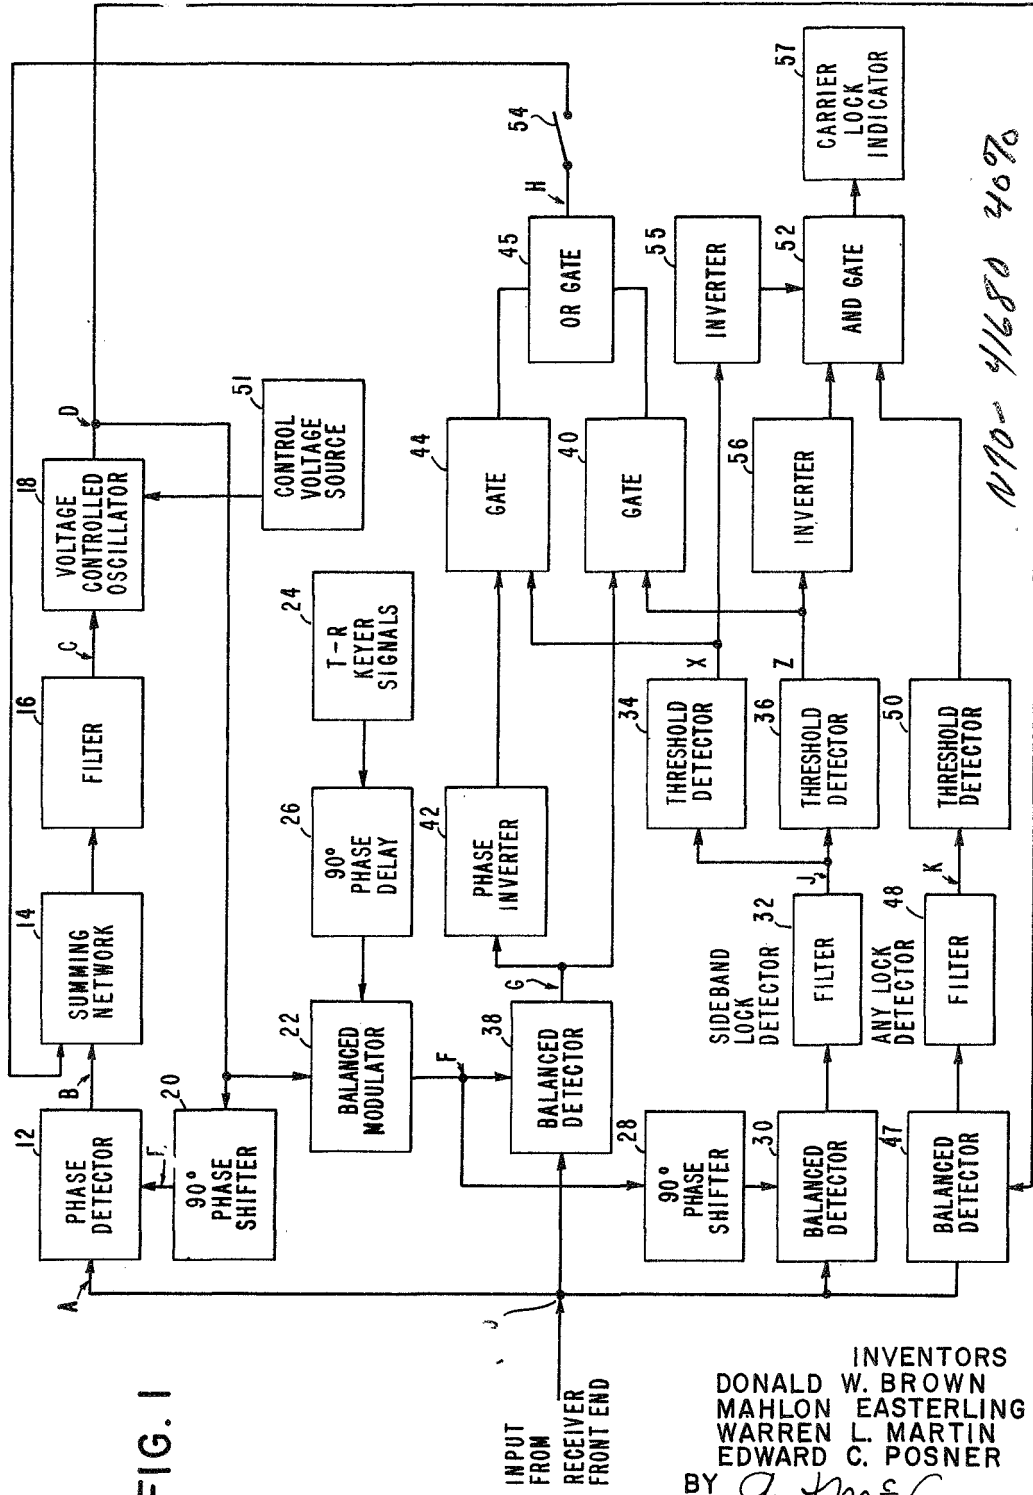 FIG. 1
INPUT
FROM
RECEIVER
FRONT END
A
12
PHASE
DETECTOR
B
14
SUMMING
NETWORK
16
FILTER
C
18
VOLTAGE
CONTROLLED
OSCILLATOR
D
20
90°
PHASE
SHIFTER
51
CONTROL
VOLTAGE
SOURCE
22
BALANCED
MODULATOR
26
90°
PHASE
DELAY
24
T-R
KEYER
SIGNALS
F
38
BALANCED
DETECTOR
G
42
PHASE
INVERTER
44
GATE
40
GATE
45
OR GATE
H
54
28
90°
PHASE
SHIFTER
30
BALANCED
DETECTOR
SIDEBAND
LOCK
DETECTOR
32
FILTER
J
34
THRESHOLD
DETECTOR
X
36
THRESHOLD
DETECTOR
Z
55
INVERTER
56
INVERTER
52
AND GATE
57
CARRIER
LOCK
INDICATOR
47
BALANCED
DETECTOR
ANY LOCK
DETECTOR
48
FILTER
K
50
THRESHOLD
DETECTOR
N70-41680 40%
INVENTORS
DONALD W. BROWN
MAHLON EASTERLING
WARREN L. MARTIN
EDWARD C. POSNER
BY